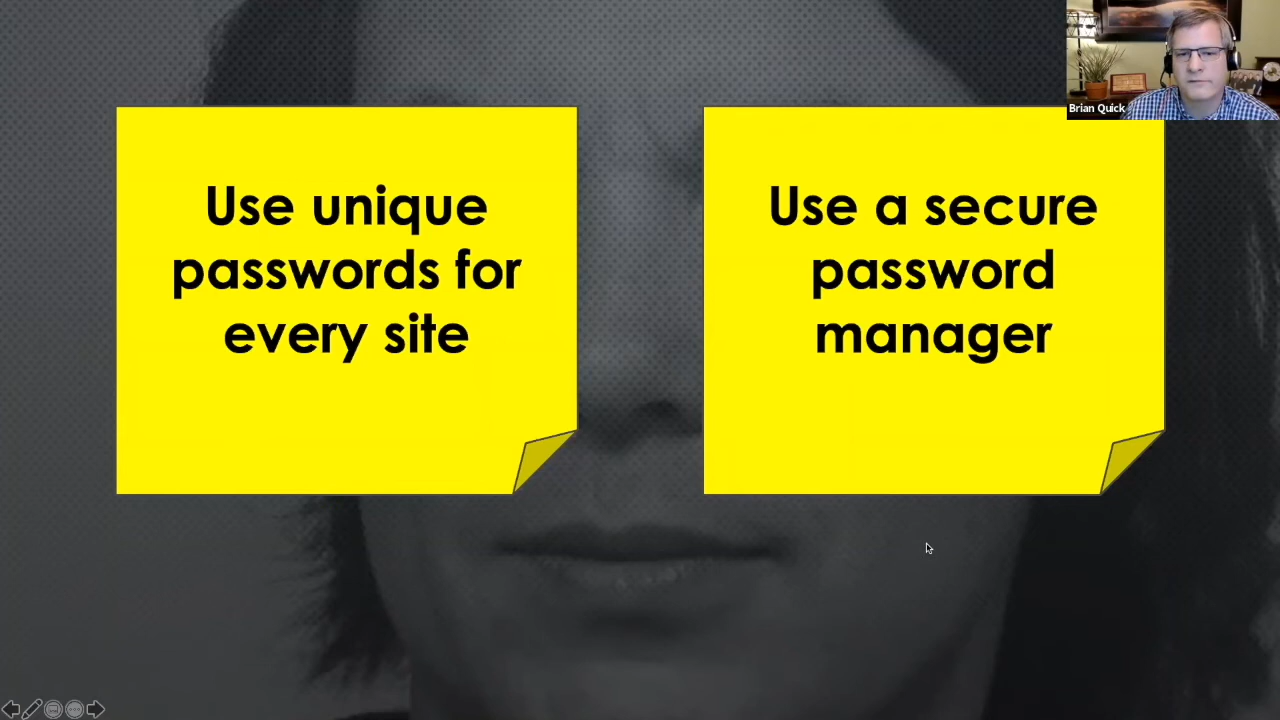 Use unique
passwords for
every site
Use a secure
password
manager
Brian Quick